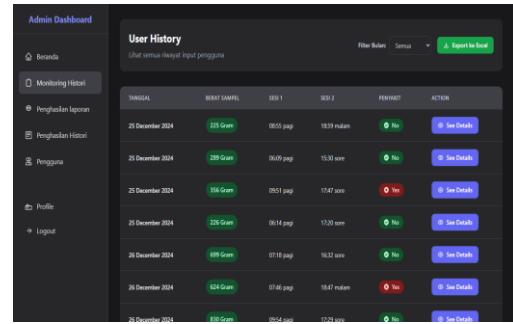 Admin Dashboard
Beranda
Monitoring Histori
Penghasilan laporan
Penghasilan Histori
Pengguna
Profile
Logout
User History
Lihat semua riwayat input pengguna
Filter Bulan: Semua
Export ke Excel
TANGGAL BERAT SAMPEL SESI 1 SESI 2 PENYAKIT ACTION
25 December 2024 225 Gram 08:55 pagi 18:59 malam No See Details
25 December 2024 289 Gram 06:09 pagi 15:30 sore No See Details
25 December 2024 356 Gram 09:51 pagi 17:47 sore Yes See Details
25 December 2024 226 Gram 06:14 pagi 17:20 sore No See Details
26 December 2024 699 Gram 07:18 pagi 16:32 sore No See Details
26 December 2024 624 Gram 07:46 pagi 18:47 malam Yes See Details
26 December 2024 830 Gram 09:54 pagi 17:29 sore No See Details